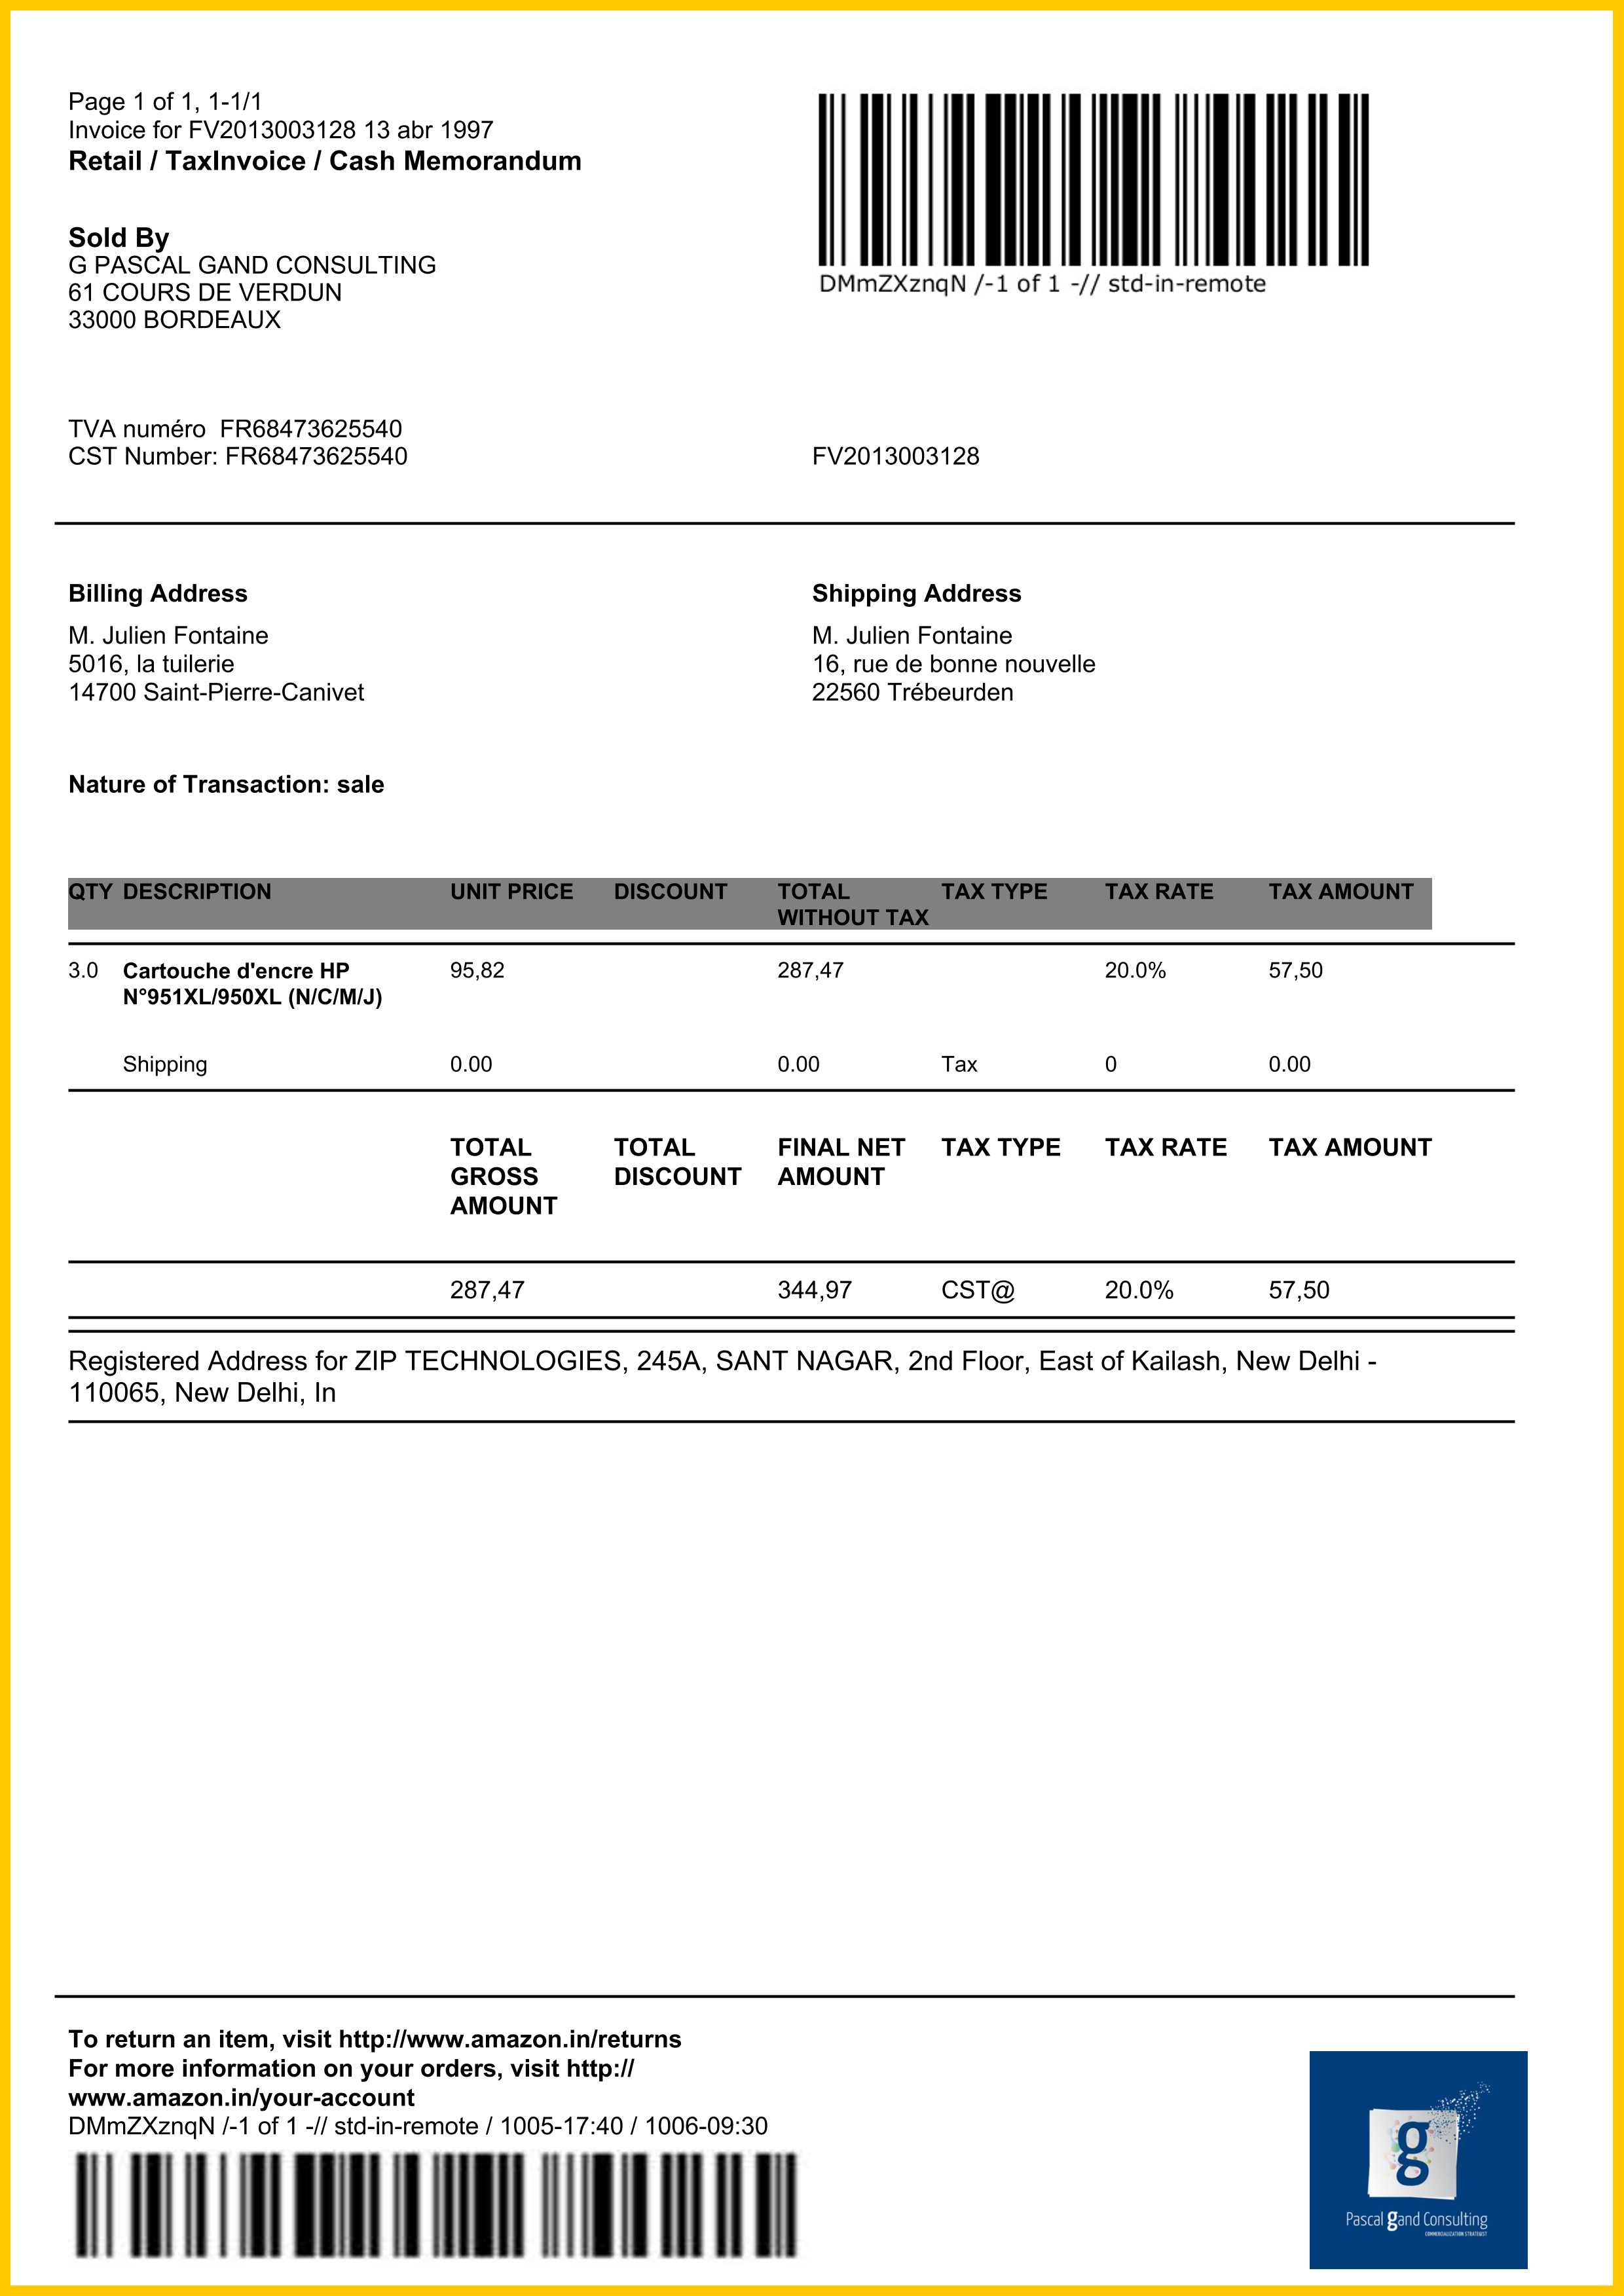 Page 1 of 1, 1-1/1
Invoice for FV2013003128 13 abr 1997
Retail / TaxInvoice / Cash Memorandum
DMmZXznqN /-1 of 1 -// std-in-remote
Sold By
G PASCAL GAND CONSULTING
61 COURS DE VERDUN
33000 BORDEAUX
TVA numéro FR68473625540
CST Number: FR68473625540
FV2013003128
Billing Address
M. Julien Fontaine
5016, la tuilerie
14700 Saint-Pierre-Canivet
Shipping Address
M. Julien Fontaine
16, rue de bonne nouvelle
22560 Trébeurden
Nature of Transaction: sale
QTY DESCRIPTION UNIT PRICE DISCOUNT TOTAL TAX TYPE TAX RATE TAX AMOUNT
WITHOUT TAX
3.0 Cartouche d'encre HP 95,82 287,47 20.0% 57,50
N°951XL/950XL (N/C/M/J)
Shipping 0.00 0.00 Tax 0 0.00
TOTAL TOTAL FINAL NET TAX TYPE TAX RATE TAX AMOUNT
GROSS DISCOUNT AMOUNT
AMOUNT
287,47 344,97 CST@ 20.0% 57,50
Registered Address for ZIP TECHNOLOGIES, 245A, SANT NAGAR, 2nd Floor, East of Kailash, New Delhi -
110065, New Delhi, In
To return an item, visit http://www.amazon.in/returns
For more information on your orders, visit http://
www.amazon.in/your-account
DMmZXznqN /-1 of 1 -// std-in-remote / 1005-17:40 / 1006-09:30
g
Pascal gand Consulting
COMMERCIALIZATION STRATEGIST